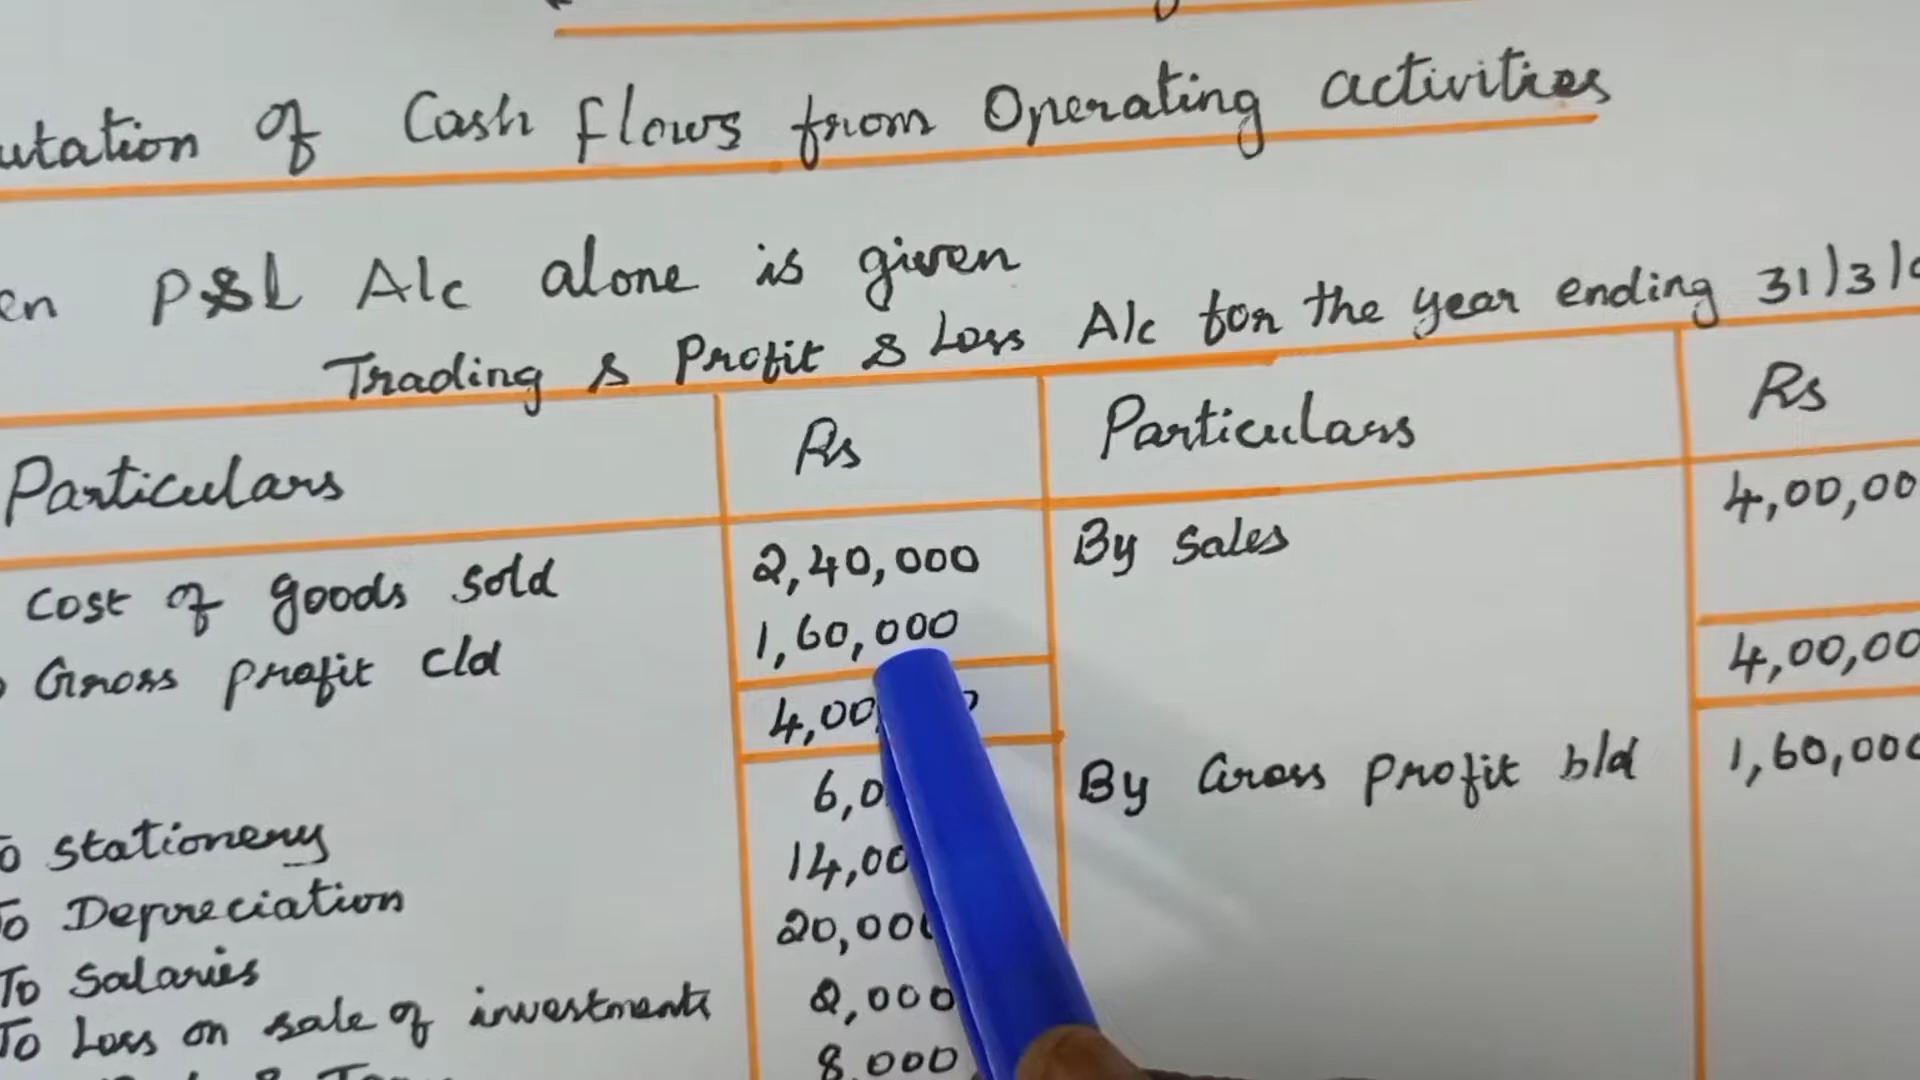 utation of Cash flows from Operating activities
en P&L A/c alone is given
Trading & Profit & Loss A/c for the year ending 31/3/
Particulars Rs Particulars Rs
Cost of goods sold 2,40,000 By Sales 4,00,00
Gross profit c/d 1,60,000
4,00 4,00,00
6,0 By Gross Profit b/d 1,60,000
To Stationery 14,00
To Depreciation 20,000
To Salaries 2,000
To Loss on sale of investments 8,000